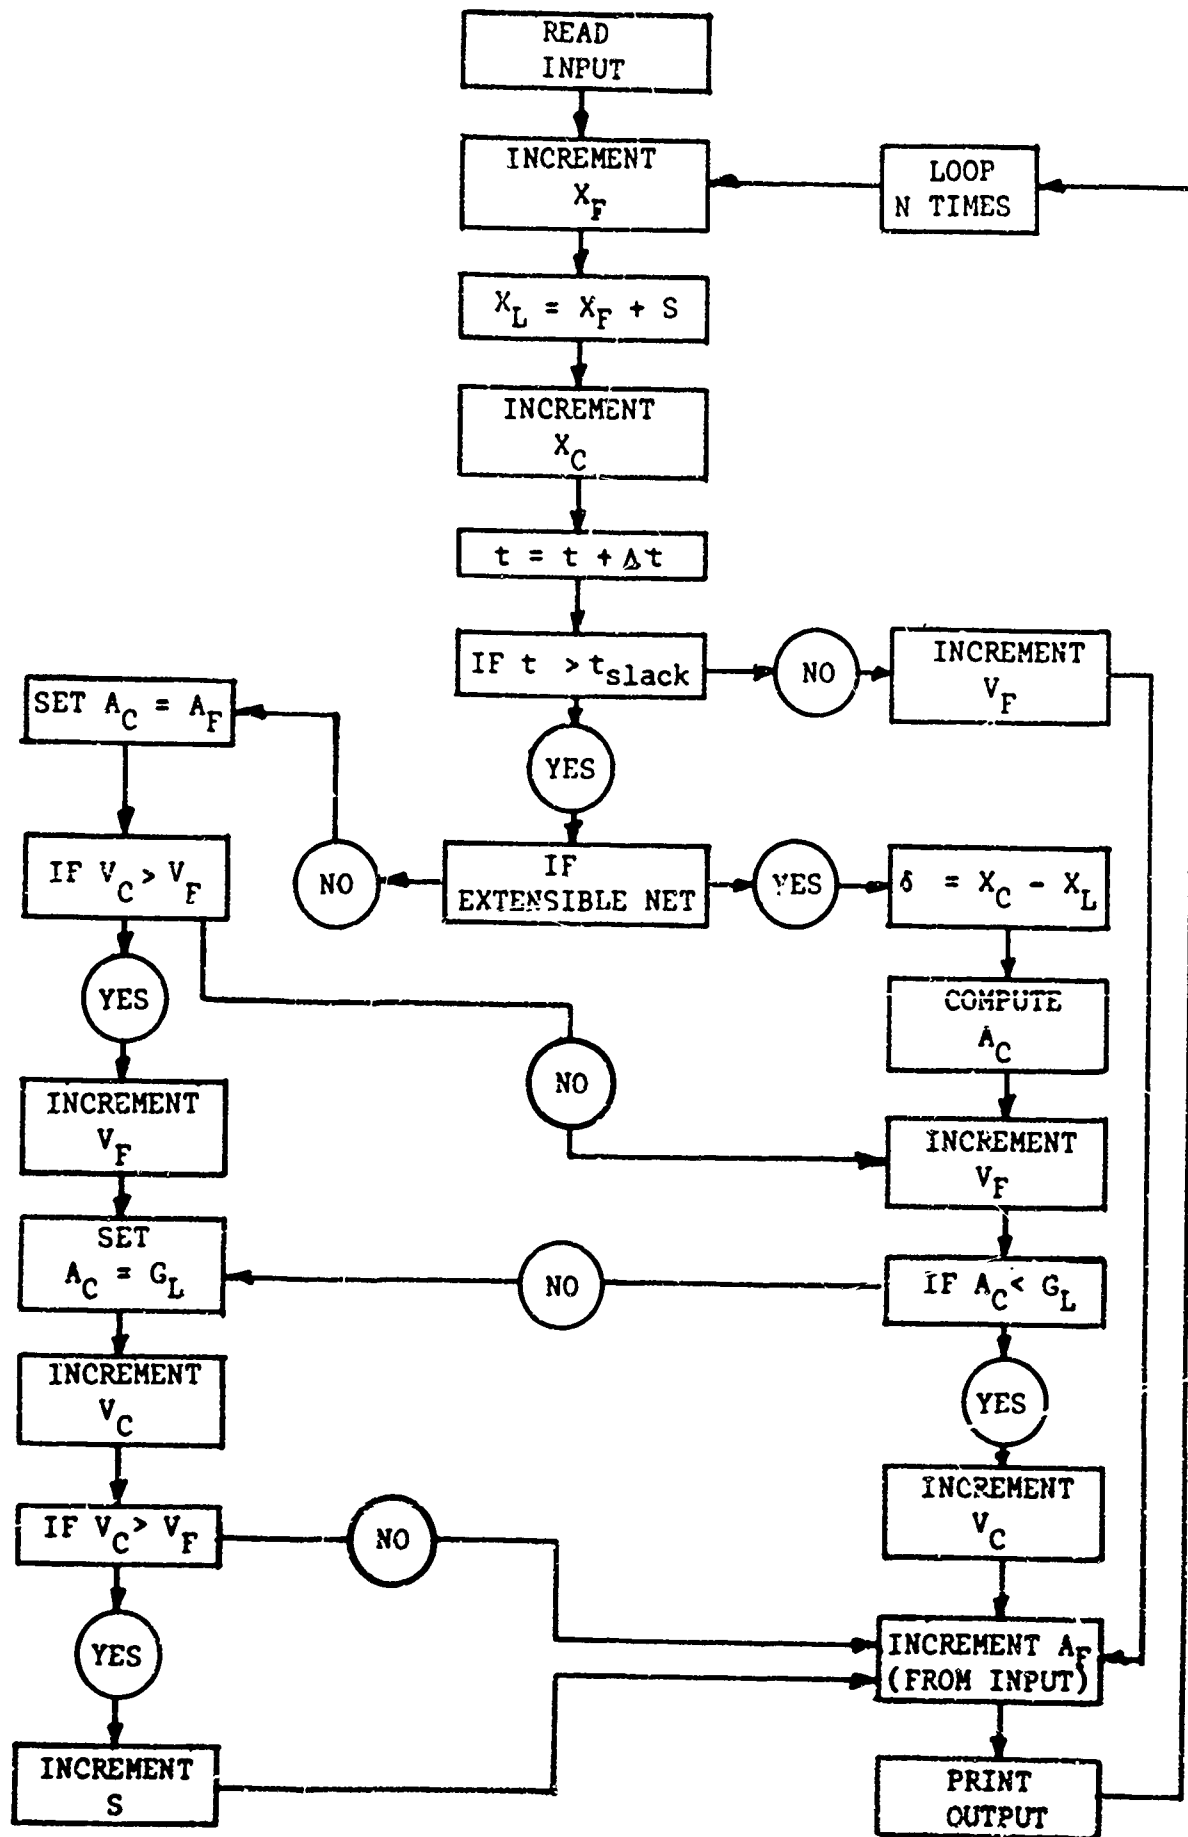 READ
INPUT
INCREMENT
X_F
LOOP
N TIMES
X_L = X_F + S
INCREMENT
X_C
t = t + Δt
IF t > t_slack
NO
INCREMENT
V_F
SET A_C = A_F
YES
IF V_C > V_F
NO
IF
EXTENSIBLE NET
YES
δ = X_C - X_L
YES
COMPUTE
A_C
NO
INCREMENT
V_F
INCREMENT
V_F
SET
A_C = G_L
NO
IF A_C < G_L
INCREMENT
V_C
YES
IF V_C > V_F
NO
INCREMENT
V_C
YES
INCREMENT A_F
(FROM INPUT)
INCREMENT
S
PRINT
OUTPUT